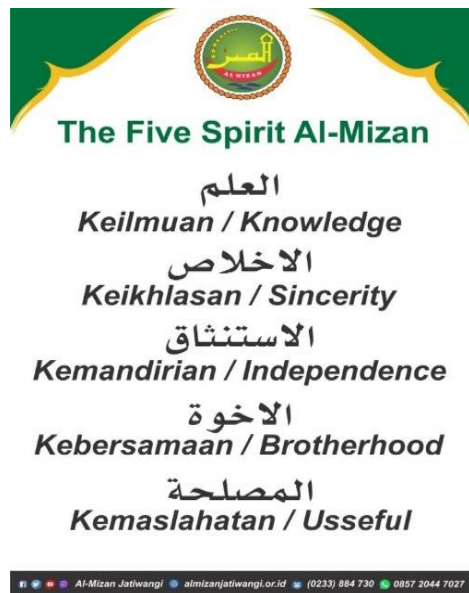 المیزان
AL MIZAN
The Five Spirit Al-Mizan
العلم
Keilmuan / Knowledge
الاخلاص
Keikhlasan / Sincerity
الاستنثاق
Kemandirian / Independence
الاخوة
Kebersamaan / Brotherhood
المصلحة
Kemaslahatan / Usseful
Al-Mizan Jatiwangi almizanjatiwangi.or.id (0233) 884 730 0857 2044 7027